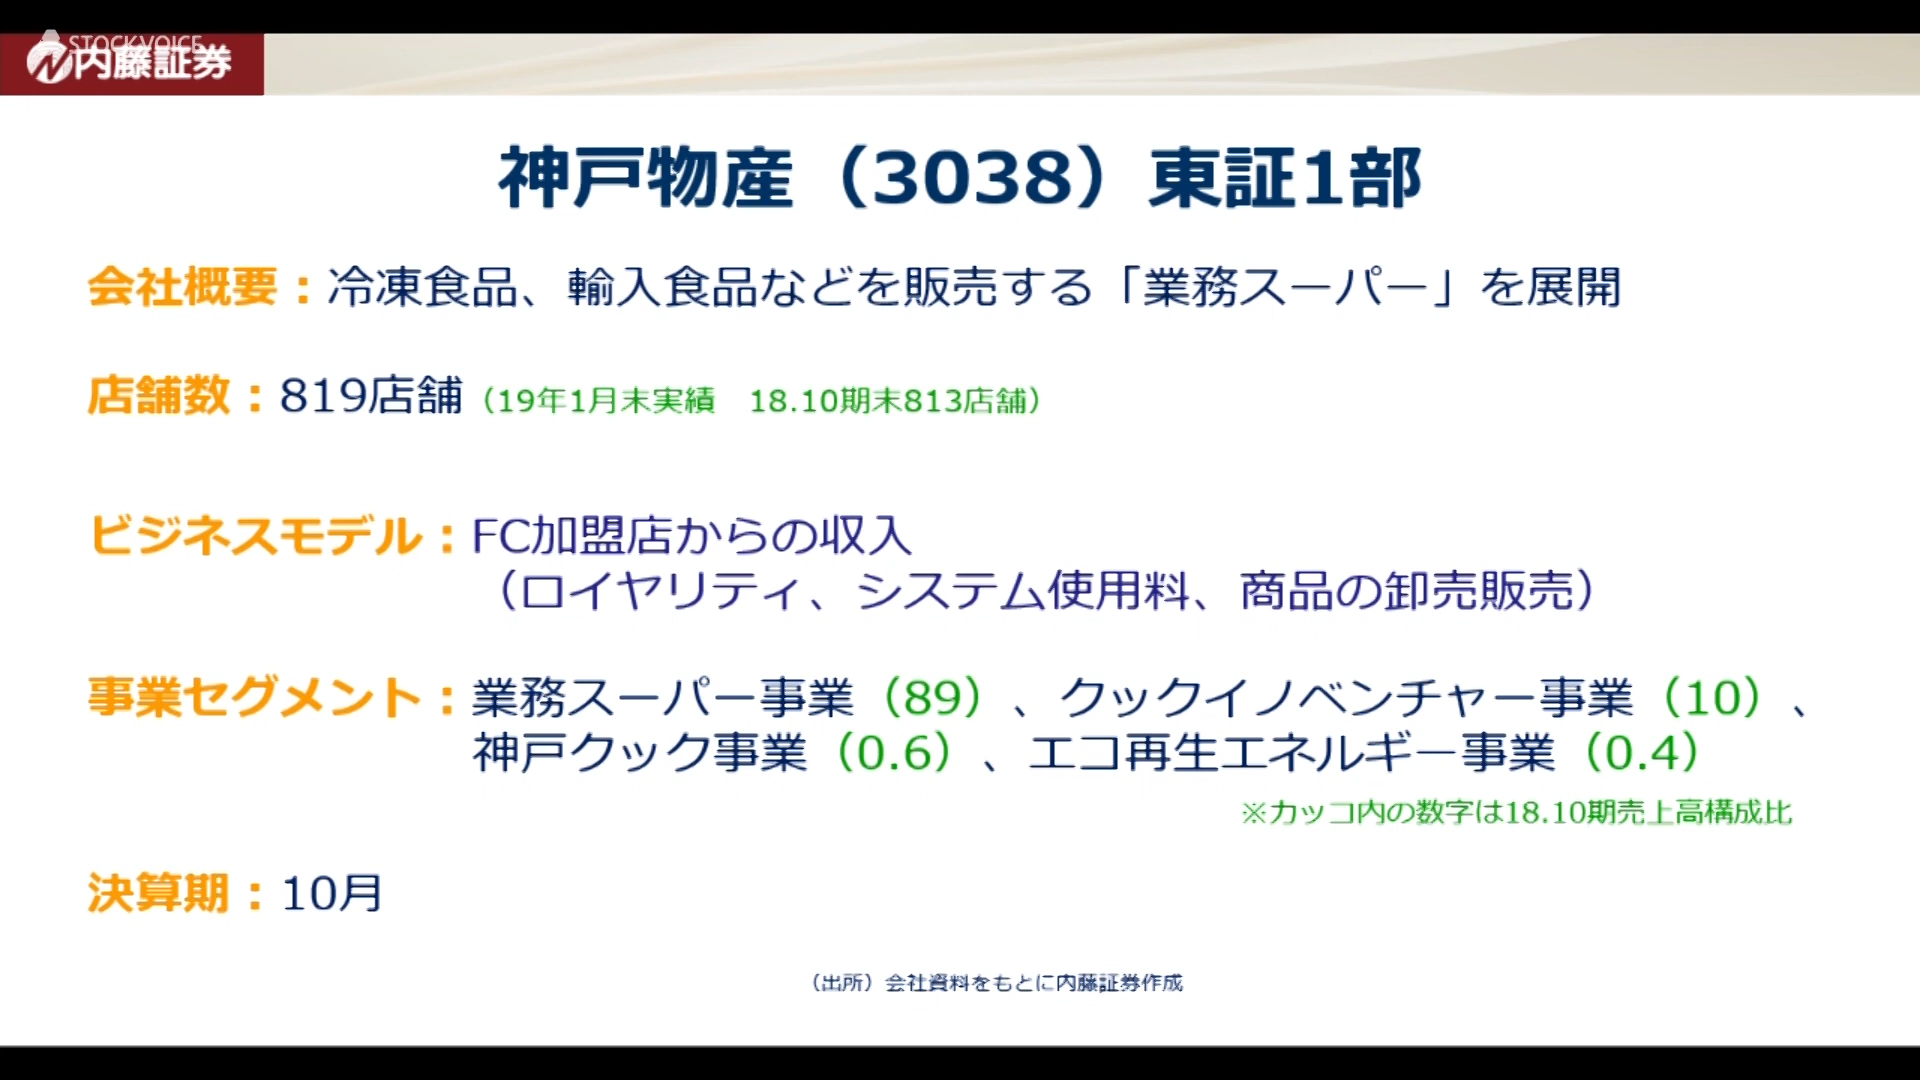 STOCKVOICE
内藤証券
神戸物産（3038）東証1部
会社概要：冷凍食品、輸入食品などを販売する「業務スーパー」を展開
店舗数：819店舗（19年1月末実績　18.10期末813店舗）
ビジネスモデル：FC加盟店からの収入
（ロイヤリティ、システム使用料、商品の卸売販売）
事業セグメント：業務スーパー事業（89）、クックイノベンチャー事業（10）、
神戸クック事業（0.6）、エコ再生エネルギー事業（0.4）
※カッコ内の数字は18.10期売上高構成比
決算期：10月
（出所）会社資料をもとに内藤証券作成